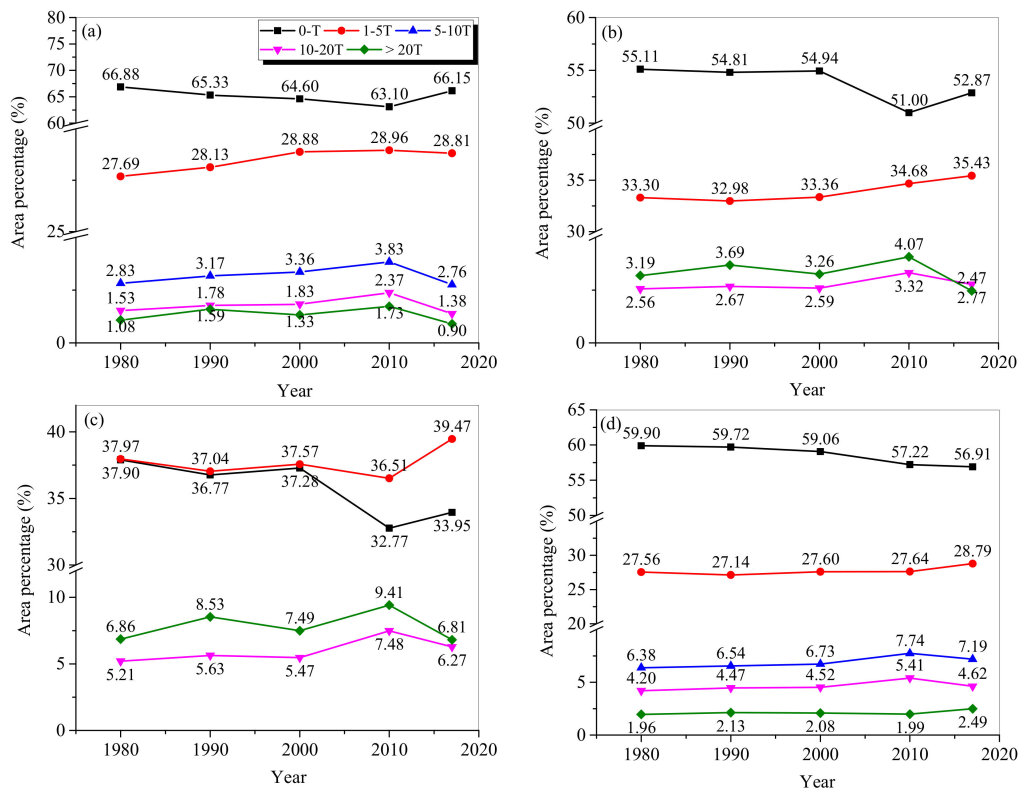 (a)
0-T 1-5T 5-10T
10-20T > 20T
Area percentage (%)
80
75
70
65
60
25
0
66.88 65.33 64.60 63.10 66.15
27.69 28.13 28.88 28.96 28.81
2.83 3.17 3.36 3.83 2.76
1.53 1.78 1.83 2.37 1.38
1.08 1.59 1.33 1.73 0.90
1980 1990 2000 2010 2020
Year
(b)
Area percentage (%)
60
55
50
35
30
0
55.11 54.81 54.94 51.00 52.87
33.30 32.98 33.36 34.68 35.43
3.19 3.69 3.26 4.07 2.47
2.56 2.67 2.59 3.32 2.77
1980 1990 2000 2010 2020
Year
(c)
Area percentage (%)
40
35
30
10
5
0
37.97 37.04 37.57 36.51 39.47
37.90 36.77 37.28 32.77 33.95
6.86 8.53 7.49 9.41 6.81
5.21 5.63 5.47 7.48 6.27
1980 1990 2000 2010 2020
Year
(d)
Area percentage (%)
65
60
55
50
30
20
5
0
59.90 59.72 59.06 57.22 56.91
27.56 27.14 27.60 27.64 28.79
6.38 6.54 6.73 7.74 7.19
4.20 4.47 4.52 5.41 4.62
1.96 2.13 2.08 1.99 2.49
1980 1990 2000 2010 2020
Year